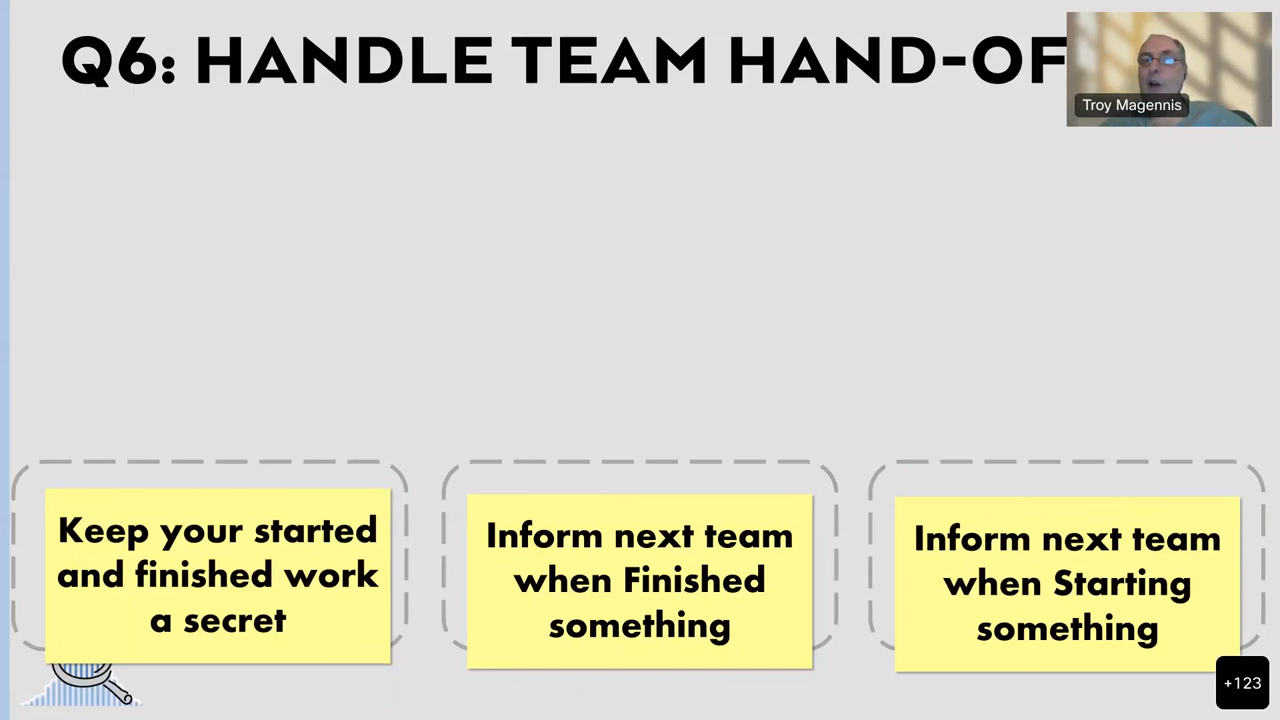 Q6: HANDLE TEAM HAND-OF
Troy Magennis
Keep your started
and finished work
a secret
Inform next team
when Finished
something
Inform next team
when Starting
something
+123